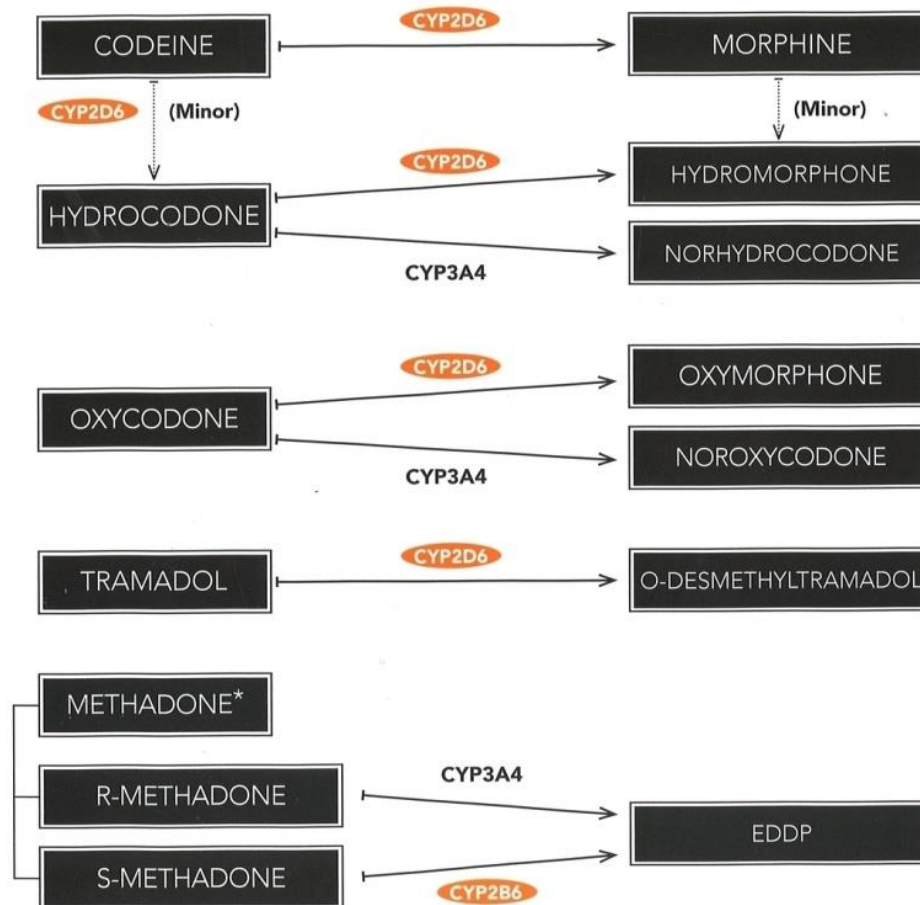 CYP2D6
CODEINE
MORPHINE
CYP2D6
(Minor)
(Minor)
CYP2D6
HYDROCODONE
HYDROMORPHONE
NORHYDROCODONE
CYP3A4
CYP2D6
OXYCODONE
OXYMORPHONE
NOROXYCODONE
CYP3A4
CYP2D6
TRAMADOL
O-DESMETHYLTRAMADOL
METHADONE*
CYP3A4
R-METHADONE
EDDP
S-METHADONE
CYP2B6